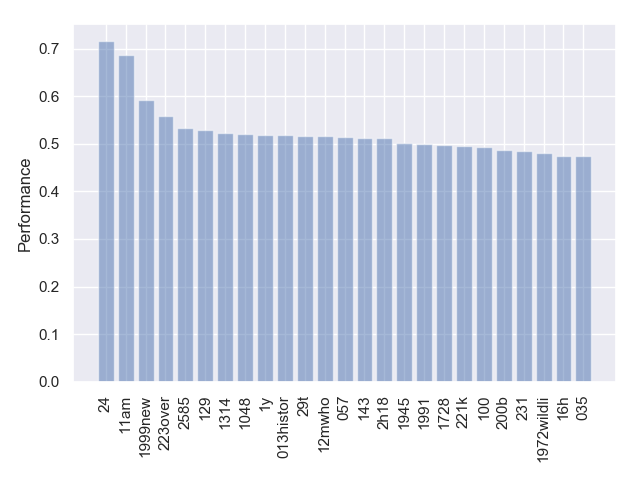 Performance
0.7
0.6
0.5
0.4
0.3
0.2
0.1
0.0
24
11am
1999new
223over
2585
129
1314
1048
1y
013histor
29t
12mwho
057
143
2h18
1945
1991
1728
221k
100
200b
231
1972wildli
16h
035